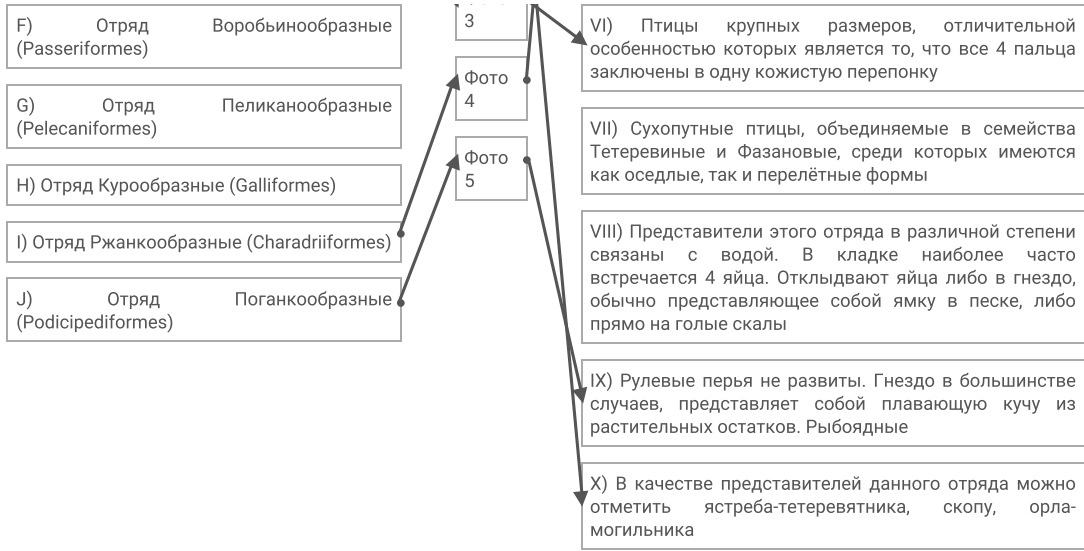 F) Отряд Воробьинообразные
(Passeriformes)
G) Отряд Пеликанообразные
(Pelecaniformes)
H) Отряд Курообразные (Galliformes)
I) Отряд Ржанкообразные (Charadriiformes)
J) Отряд Поганкообразные
(Podicipediformes)
3
Фото
4
Фото
5
VI) Птицы крупных размеров, отличительной
особенностью которых является то, что все 4 пальца
заключены в одну кожистую перепонку
VII) Сухопутные птицы, объединяемые в семейства
Тетеревиные и Фазановые, среди которых имеются
как оседлые, так и перелётные формы
VIII) Представители этого отряда в различной степени
связаны с водой. В кладке наиболее часто
встречается 4 яйца. Отклыдвают яйца либо в гнездо,
обычно представляющее собой ямку в песке, либо
прямо на голые скалы
IX) Рулевые перья не развиты. Гнездо в большинстве
случаев, представляет собой плавающую кучу из
растительных остатков. Рыбоядные
X) В качестве представителей данного отряда можно
отметить ястреба-тетеревятника, скопу, орла-
могильника